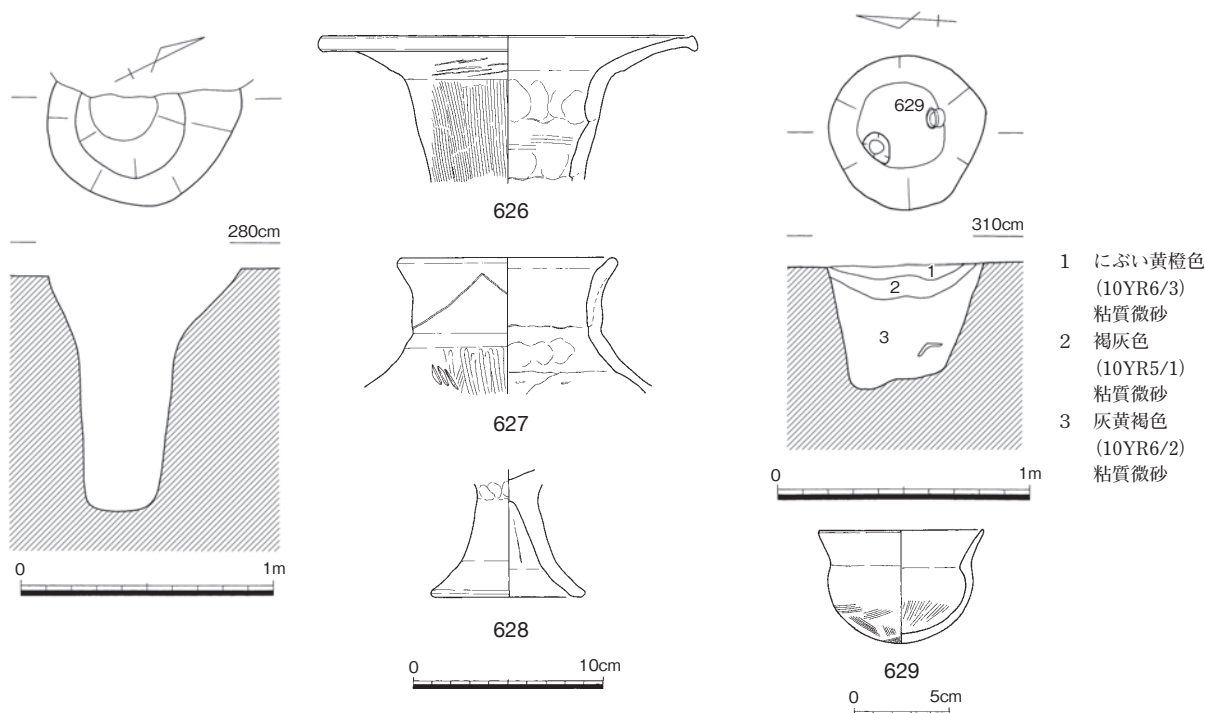 280cm
0 1m
626
627
628
0 10cm
629
310cm
1
2
3
0 1m
629
0 5cm
1 にぶい黄橙色
(10YR6/3)
粘質微砂
2 褐灰色
(10YR5/1)
粘質微砂
3 灰黄褐色
(10YR6/2)
粘質微砂